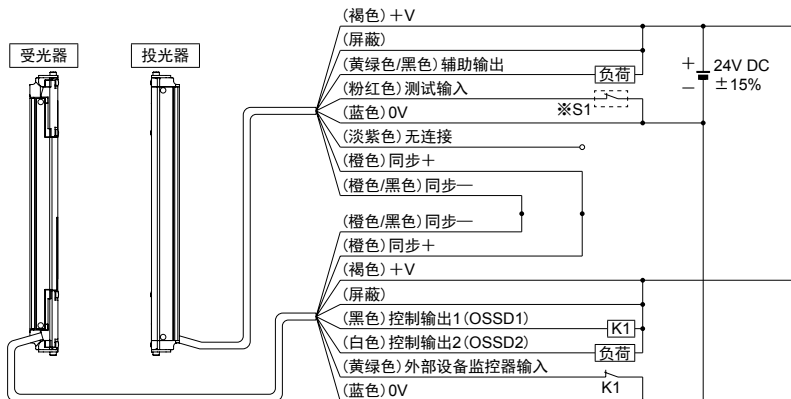 受光器
投光器
(褐色)＋V
(屏蔽)
(黄绿色/黑色)辅助输出
负荷
(粉红色)测试输入
※S1
(蓝色)0V
(淡紫色)无连接
(橙色)同步＋
(橙色/黑色)同步—
＋
－
24V DC
±15%
(橙色/黑色)同步—
(橙色)同步＋
(褐色)＋V
(屏蔽)
(黑色)控制输出1(OSSD1)
K1
(白色)控制输出2(OSSD2)
负荷
(黄绿色)外部设备监控器输入
K1
(蓝色)0V